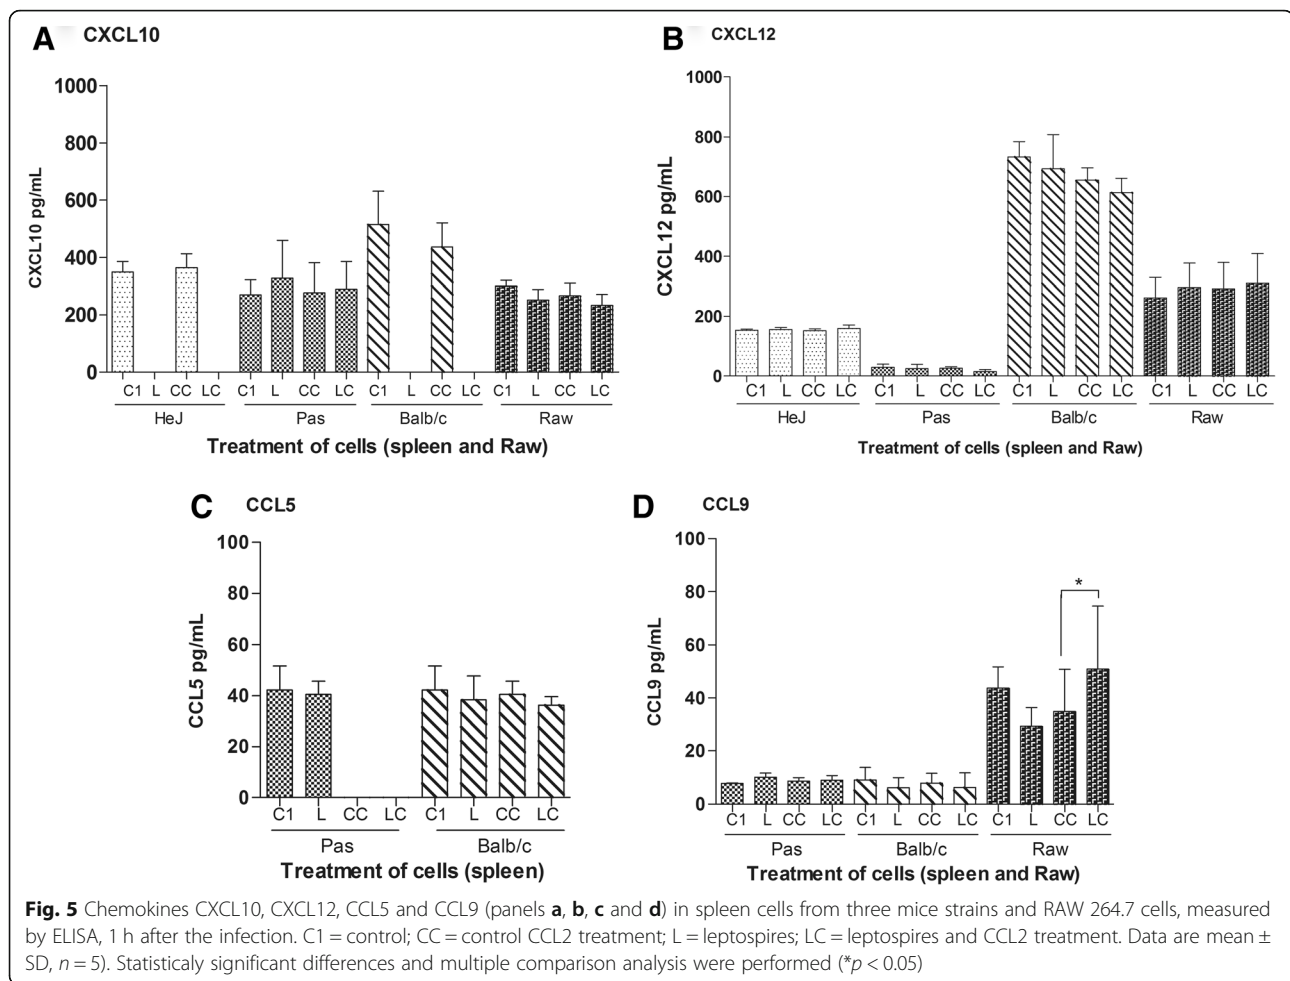 A CXCL10
1000
800
600
400
200
0
CXCL10 pg/mL
C1 L CC LC C1 L CC LC C1 L CC LC C1 L CC LC
HeJ Pas Balb/c Raw
Treatment of cells (spleen and Raw)
B CXCL12
1000
800
600
400
200
0
CXCL12 pg/mL
C1 L CC LC C1 L CC LC C1 L CC LC C1 L CC LC
HeJ Pas Balb/c Raw
Treatment of cells (spleen and Raw)
C CCL5
100
80
60
40
20
0
CCL5 pg/mL
C1 L CC LC C1 L CC LC
Pas Balb/c
Treatment of cells (spleen)
D CCL9
100
80
60
40
20
0
CCL9 pg/mL
*
C1 L CC LC C1 L CC LC C1 L CC LC
Pas Balb/c Raw
Treatment of cells (spleen and Raw)
Fig. 5 Chemokines CXCL10, CXCL12, CCL5 and CCL9 (panels a, b, c and d) in spleen cells from three mice strains and RAW 264.7 cells, measured
by ELISA, 1 h after the infection. C1 = control; CC = control CCL2 treatment; L = leptospires; LC = leptospires and CCL2 treatment. Data are mean ±
SD, n = 5). Statisticaly significant differences and multiple comparison analysis were performed (*p < 0.05)